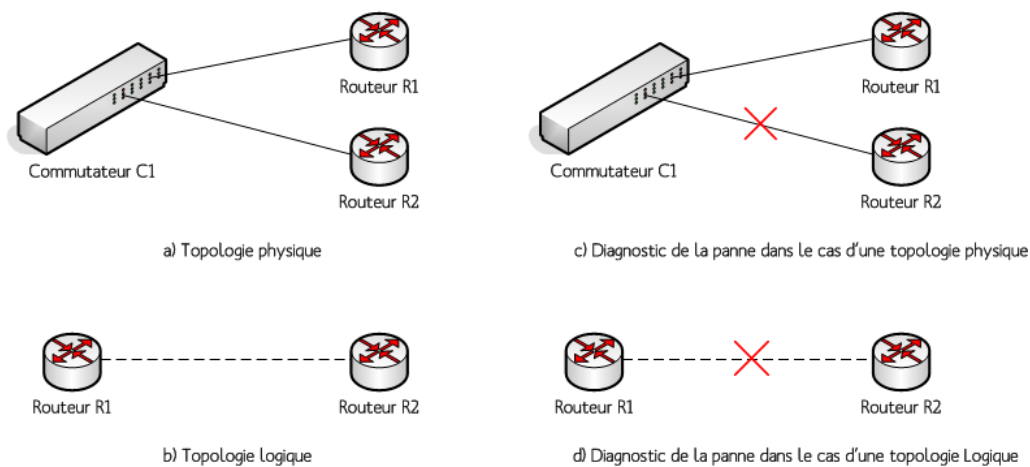 Routeur R1
Commutateur C1
Routeur R2
a) Topologie physique
Routeur R1
Commutateur C1
Routeur R2
c) Diagnostic de la panne dans le cas d'une topologie physique
Routeur R1
Routeur R2
b) Topologie logique
Routeur R1
Routeur R2
d) Diagnostic de la panne dans le cas d'une topologie Logique